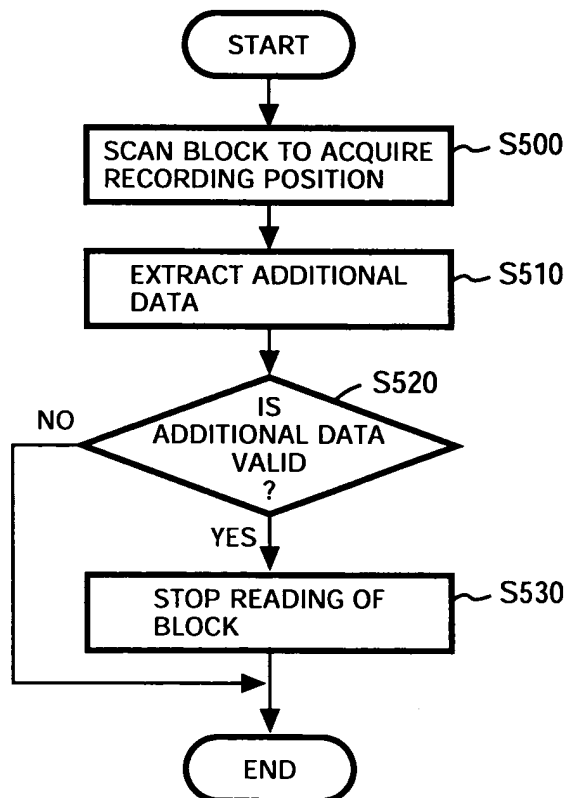 START
SCAN BLOCK TO ACQUIRE
RECORDING POSITION
S500
EXTRACT ADDITIONAL
DATA
S510
S520
IS
ADDITIONAL DATA
VALID
?
NO
YES
STOP READING OF
BLOCK
S530
END